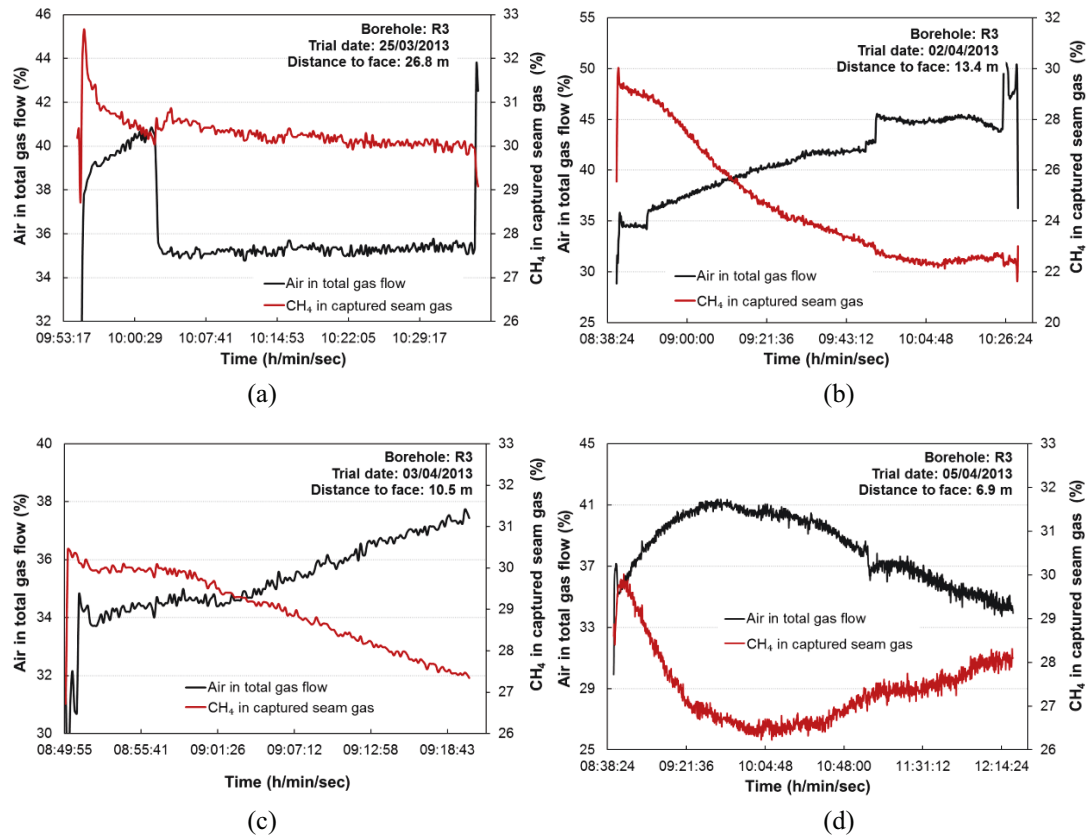 46
44
42
40
38
36
34
32
Air in total gas flow (%)
33
32
31
30
29
28
27
26
CH₄ in captured seam gas (%)
Borehole: R3
Trial date: 25/03/2013
Distance to face: 26.8 m
Air in total gas flow
CH₄ in captured seam gas
09:53:17 10:00:29 10:07:41 10:14:53 10:22:05 10:29:17
Time (h/min/sec)
(a)
55
50
45
40
35
30
25
Air in total gas flow (%)
32
30
28
26
24
22
20
CH₄ in captured seam gas (%)
Borehole: R3
Trial date: 02/04/2013
Distance to face: 13.4 m
Air in total gas flow
CH₄ in captured seam gas
08:38:24 09:00:00 09:21:36 09:43:12 10:04:48 10:26:24
Time (h/min/sec)
(b)
40
38
36
34
32
30
Air in total gas flow (%)
33
32
31
30
29
28
27
26
CH₄ in captured seam gas (%)
Borehole: R3
Trial date: 03/04/2013
Distance to face: 10.5 m
Air in total gas flow
CH₄ in captured seam gas
08:49:55 08:55:41 09:01:26 09:07:12 09:12:58 09:18:43
Time (h/min/sec)
(c)
45
41
37
33
29
25
Air in total gas flow (%)
33
32
31
30
29
28
27
26
CH₄ in captured seam gas (%)
Borehole: R3
Trial date: 05/04/2013
Distance to face: 6.9 m
Air in total gas flow
CH₄ in captured seam gas
08:38:24 09:21:36 10:04:48 10:48:00 11:31:12 12:14:24
Time (h/min/sec)
(d)